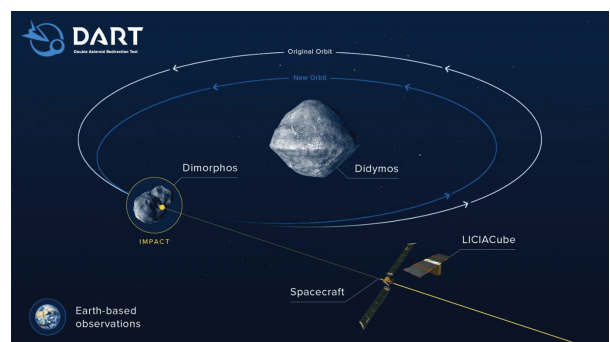 DART
Double Asteroid Redirection Test
Original Orbit
New Orbit
Dimorphos
Didymos
IMPACT
LICIACube
Spacecraft
Earth-based
observations